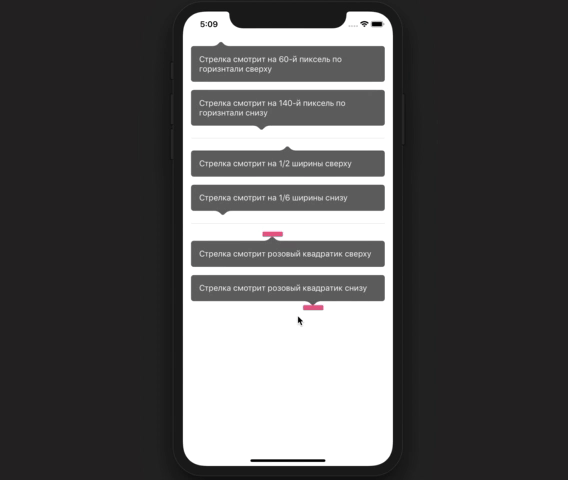 5:09
Стрелка смотрит на 60-й пиксель по
горизнтали сверху
Стрелка смотрит на 140-й пиксель по
горизнтали снизу
Стрелка смотрит на 1/2 ширины сверху
Стрелка смотрит на 1/6 ширины снизу
Стрелка смотрит розовый квадратик сверху
Стрелка смотрит розовый квадратик снизу